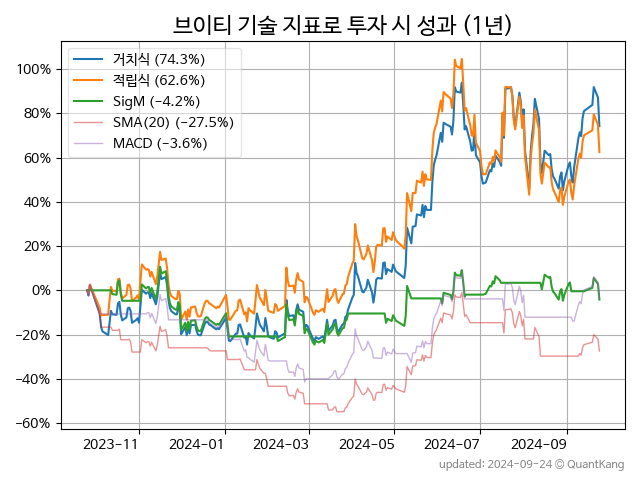 브이티 기술 지표로 투자 시 성과 (1년)
거치식 (74.3%)
적립식 (62.6%)
SigM (−4.2%)
SMA(20) (−27.5%)
MACD (−3.6%)
100%
80%
60%
40%
20%
0%
−20%
−40%
−60%
2023-11 2024-01 2024-03 2024-05 2024-07 2024-09
updated: 2024-09-24 © QuantKang